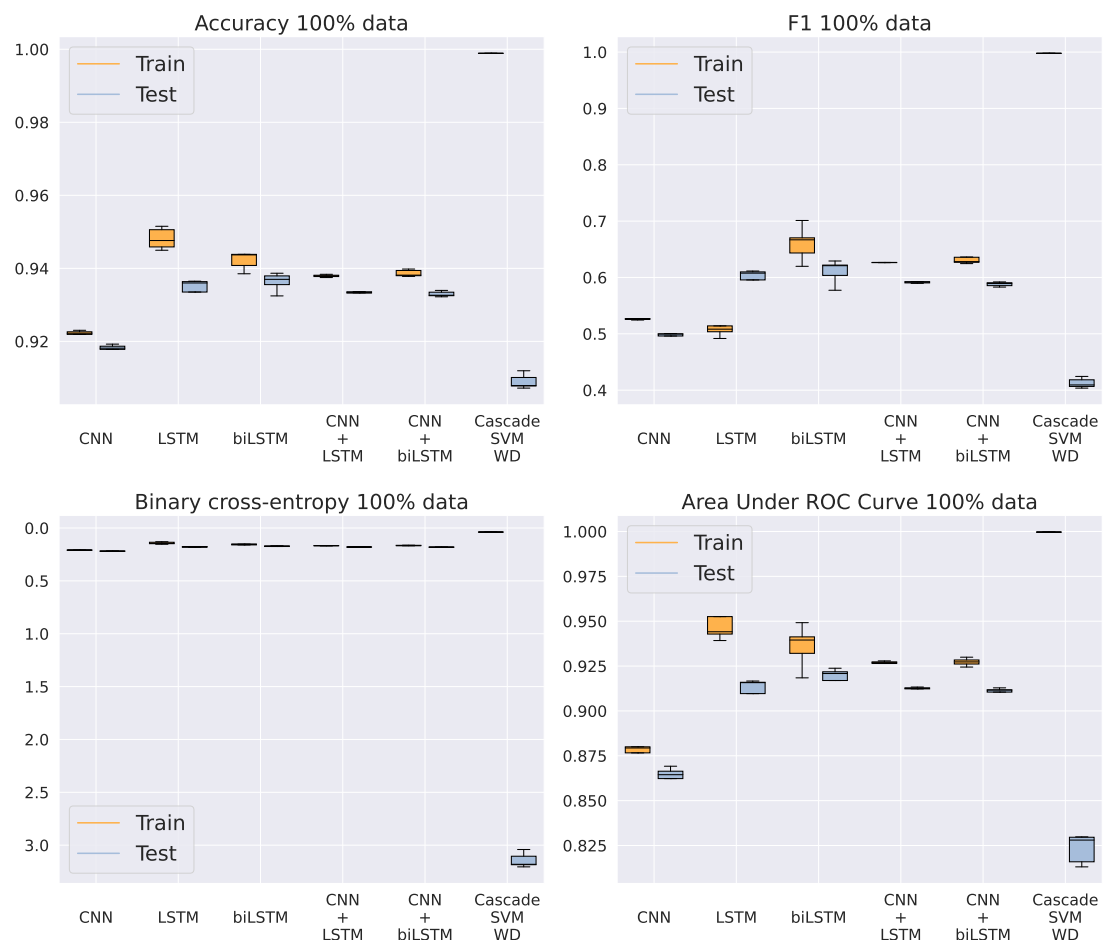 Accuracy 100% data
1.00
0.98
0.96
0.94
0.92
Train
Test
CNN
LSTM
biLSTM
CNN
+
LSTM
CNN
+
biLSTM
Cascade
SVM
WD
F1 100% data
1.0
0.9
0.8
0.7
0.6
0.5
0.4
Train
Test
CNN
LSTM
biLSTM
CNN
+
LSTM
CNN
+
biLSTM
Cascade
SVM
WD
Binary cross-entropy 100% data
0.0
0.5
1.0
1.5
2.0
2.5
3.0
Train
Test
CNN
LSTM
biLSTM
CNN
+
LSTM
CNN
+
biLSTM
Cascade
SVM
WD
Area Under ROC Curve 100% data
1.000
0.975
0.950
0.925
0.900
0.875
0.850
0.825
Train
Test
CNN
LSTM
biLSTM
CNN
+
LSTM
CNN
+
biLSTM
Cascade
SVM
WD